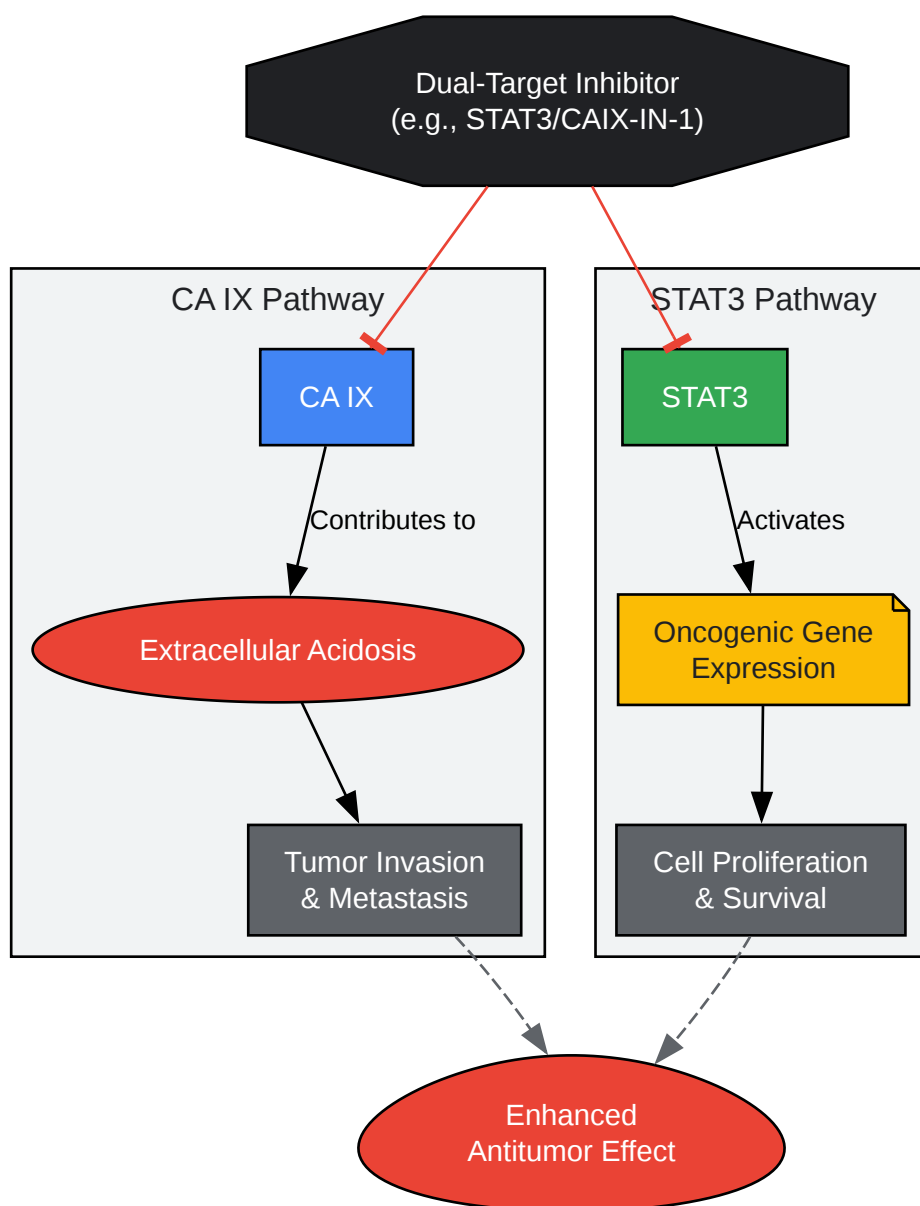 Dual-Target Inhibitor
(e.g., STAT3/CAIX-IN-1)
CA IX Pathway
STAT3 Pathway
CA IX
STAT3
Contributes to
Activates
Extracellular Acidosis
Oncogenic Gene
Expression
Tumor Invasion
& Metastasis
Cell Proliferation
& Survival
Enhanced
Antitumor Effect